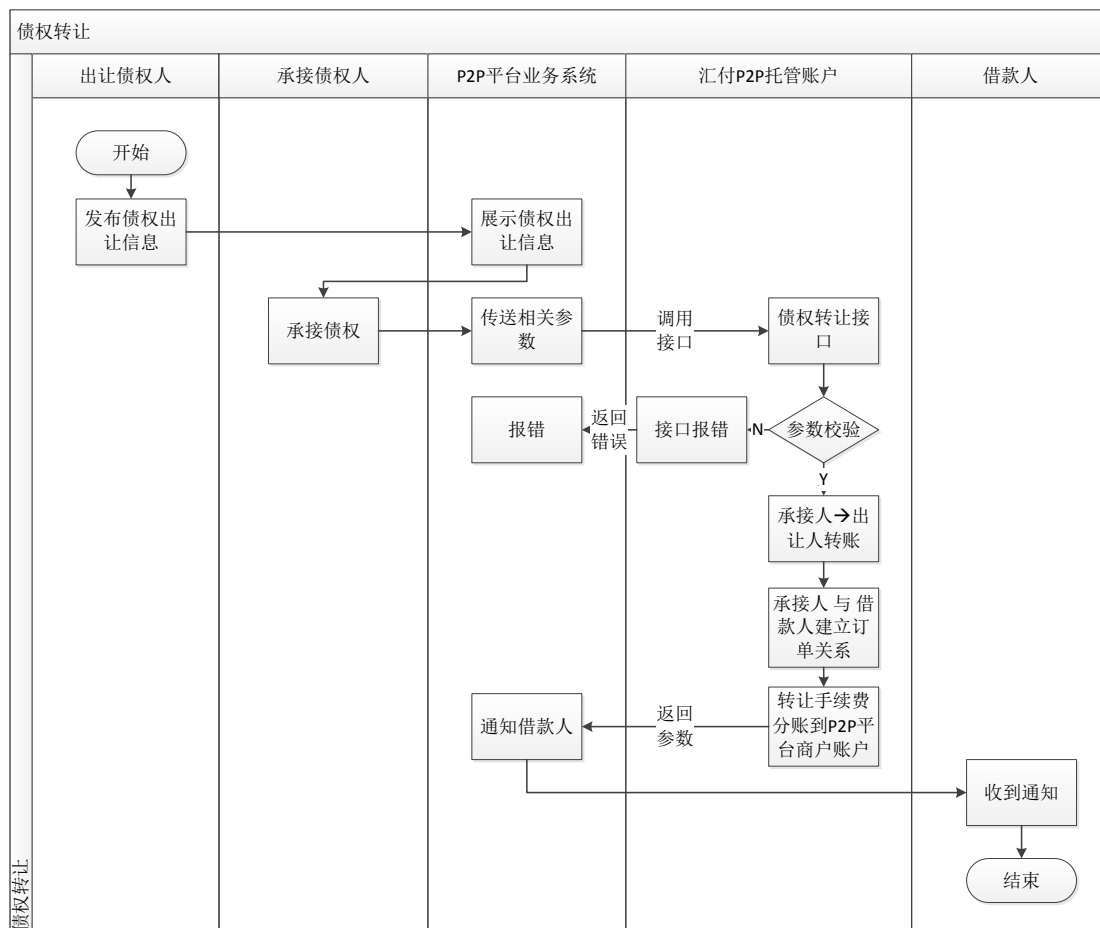 债权转让
出让债权人
承接债权人
P2P平台业务系统
汇付P2P托管账户
借款人
开始
发布债权出
让信息
展示债权出
让信息
承接债权
传送相关参
数
调用
接口
债权转让接
口
报错
返回
错误
接口报错
N
参数校验
Y
承接人→出
让人转账
承接人 与 借
款人建立订
单关系
转让手续费
分账到P2P平
台商户账户
返回
参数
通知借款人
收到通知
结束
债权转让